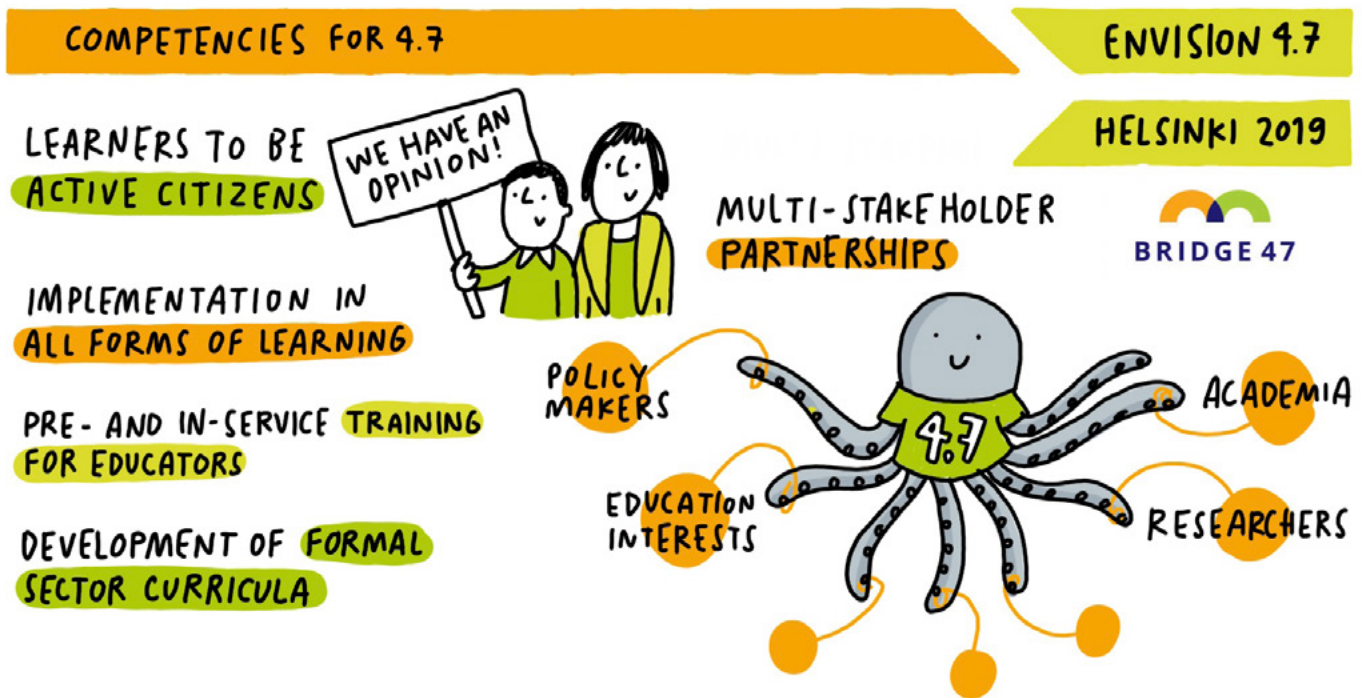 COMPETENCIES FOR 4.7
ENVISION 4.7
HELSINKI 2019
LEARNERS TO BE
ACTIVE CITIZENS
WE HAVE AN
OPINION!
IMPLEMENTATION IN
ALL FORMS OF LEARNING
PRE- AND IN-SERVICE TRAINING
FOR EDUCATORS
DEVELOPMENT OF FORMAL
SECTOR CURRICULA
MULTI-STAKEHOLDER
PARTNERSHIPS
BRIDGE 47
POLICY
MAKERS
EDUCATION
INTERESTS
4.7
ACADEMIA
RESEARCHERS